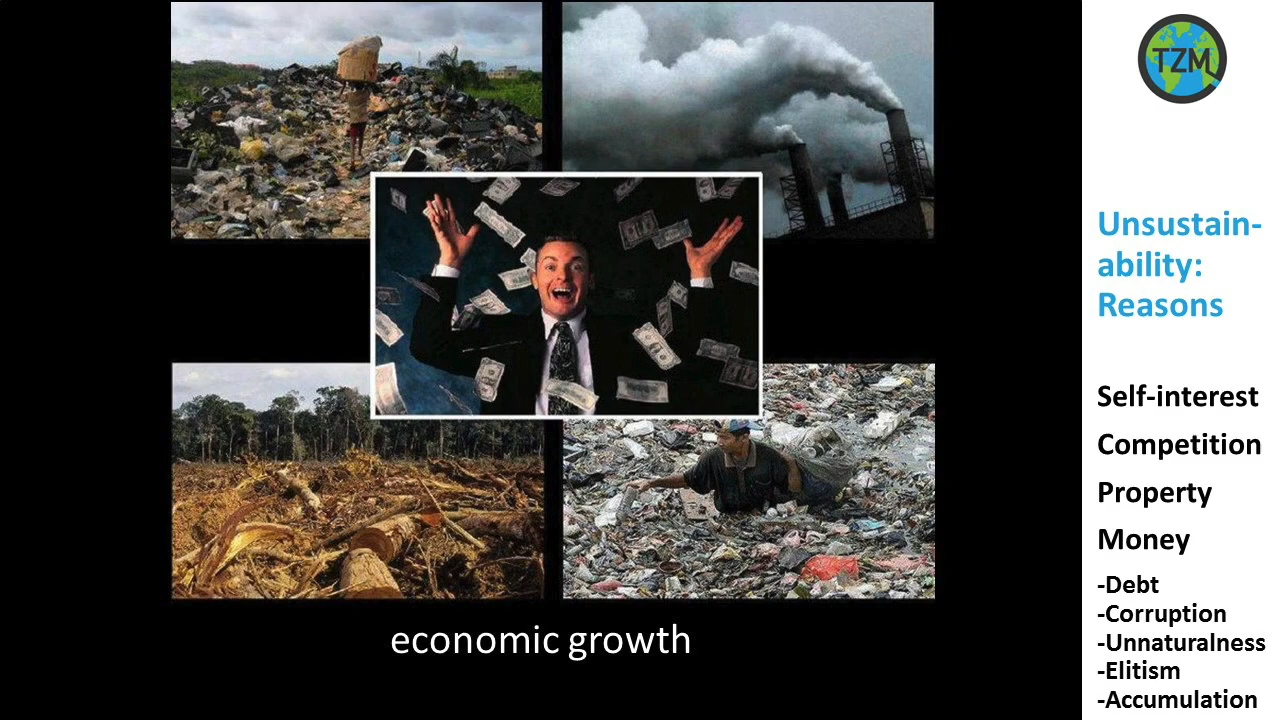 TZM
Unsustain-
ability:
Reasons
Self-interest
Competition
Property
Money
-Debt
-Corruption
-Unnaturalness
-Elitism
-Accumulation
economic growth